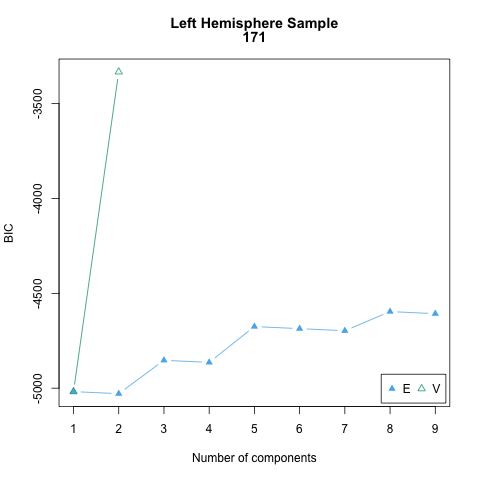 Left Hemisphere Sample
171
BIC
-3500
-4000
-4500
-5000
E V
1 2 3 4 5 6 7 8 9
Number of components